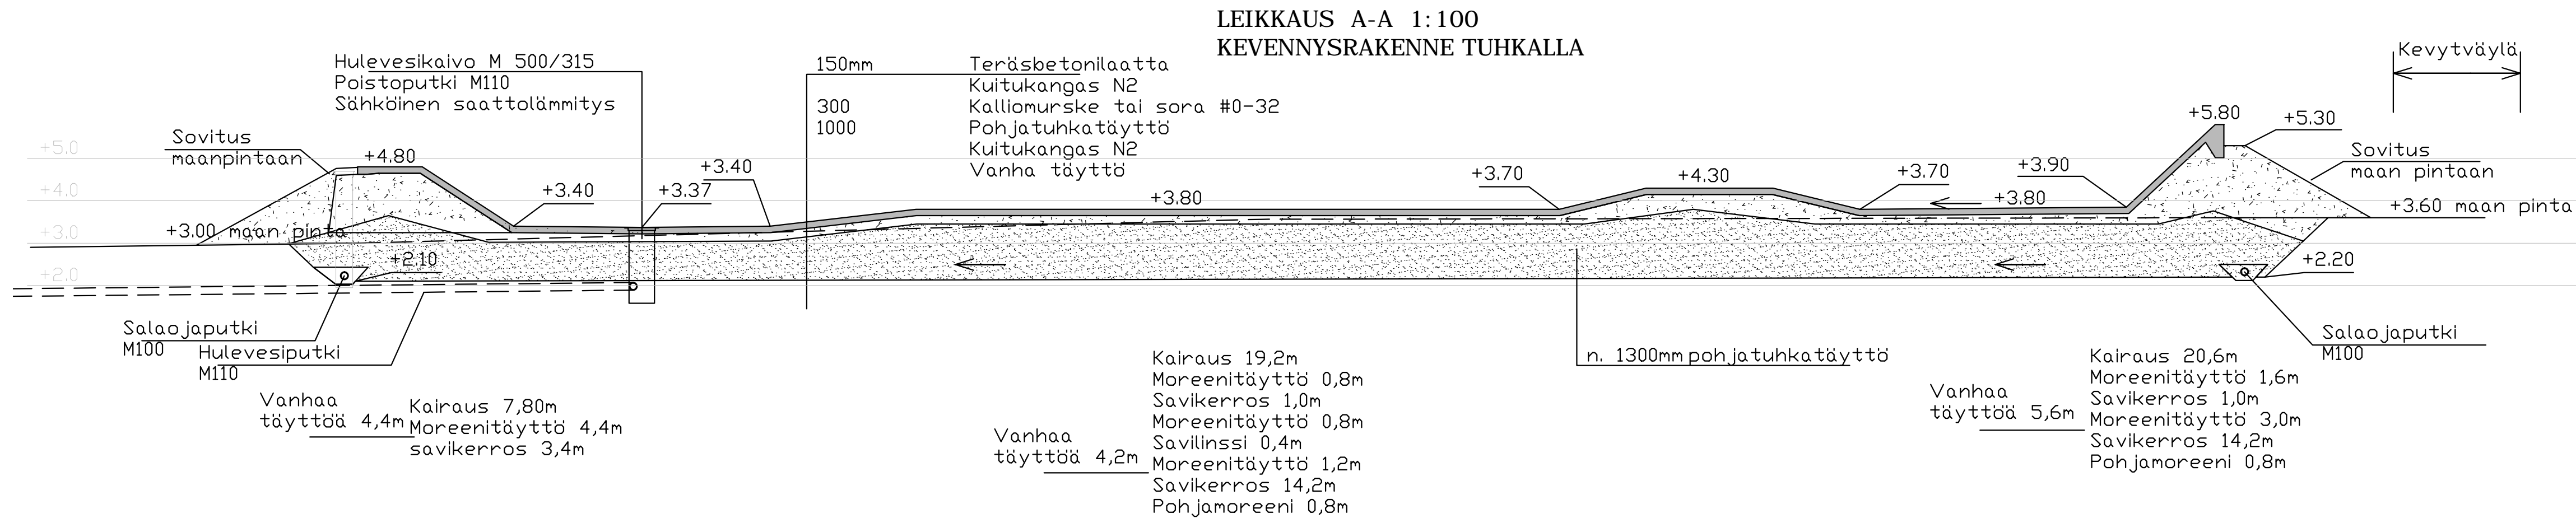 LEIKKAUS A-A 1:100
KEVENNYSRAKENNE TUHKALLA
Hulevesikaivo M 500/315
Poistoputki M110
Sähköinen saattolämmitys
150mm Teräsbetonilaatta
Kuitukangas N2
300 Kalliomurske tai sora #0-32
1000 Pohjatuhkatäyttö
Kuitukangas N2
Vanha täyttö
Kevytväylä
Sovitus
maanpintaan
+5.0
+4.0
+3.0
+2.0
+4.80
+3.40
+3.37
+3.40
+3.80
+3.70
+4.30
+3.70
+3.80
+3.90
+5.80
+5.30
Sovitus
maan pintaan
+3.60 maan pinta
+3.00 maan pinta
+2.10
+2.20
Salaojaputki
M100
Hulevesiputki
M110
n. 1300mm pohjatuhkatäyttö
Salaojaputki
M100
Vanhaa
täyttöä 4,4m
Kairaus 7,80m
Moreenitäyttö 4,4m
savikerros 3,4m
Vanhaa
täyttöä 4,2m
Kairaus 19,2m
Moreenitäyttö 0,8m
Savikerros 1,0m
Moreenitäyttö 0,8m
Savilinssi 0,4m
Moreenitäyttö 1,2m
Savikerros 14,2m
Pohjamoreeni 0,8m
Vanhaa
täyttöä 5,6m
Kairaus 20,6m
Moreenitäyttö 1,6m
Savikerros 1,0m
Moreenitäyttö 3,0m
Savikerros 14,2m
Pohjamoreeni 0,8m